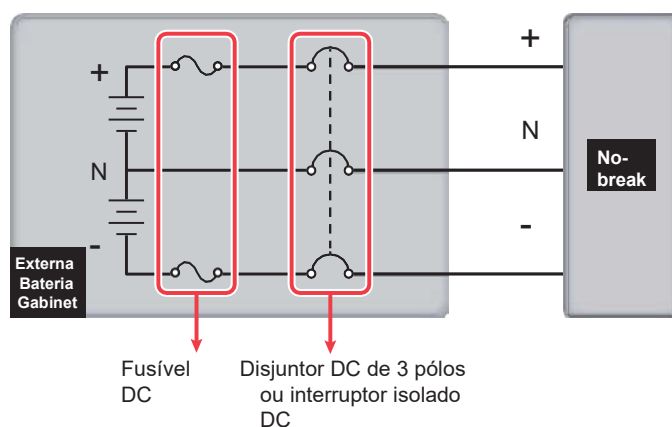 +
+
N
N
-
-
No-
break
Externa
Bateria
Gabinet
Fusível
DC
Disjuntor DC de 3 pólos
ou interruptor isolado
DC